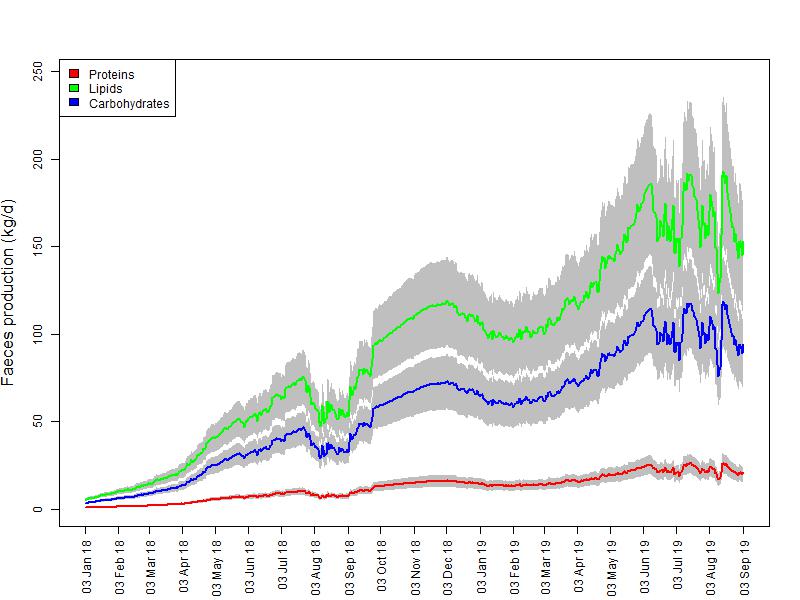 Proteins
Lipids
Carbohydrates
Faeces production (kg/d)
250
200
150
100
50
0
03 Jan 18
03 Feb 18
03 Mar 18
03 Apr 18
03 May 18
03 Jun 18
03 Jul 18
03 Aug 18
03 Sep 18
03 Oct 18
03 Nov 18
03 Dec 18
03 Jan 19
03 Feb 19
03 Mar 19
03 Apr 19
03 May 19
03 Jun 19
03 Jul 19
03 Aug 19
03 Sep 19